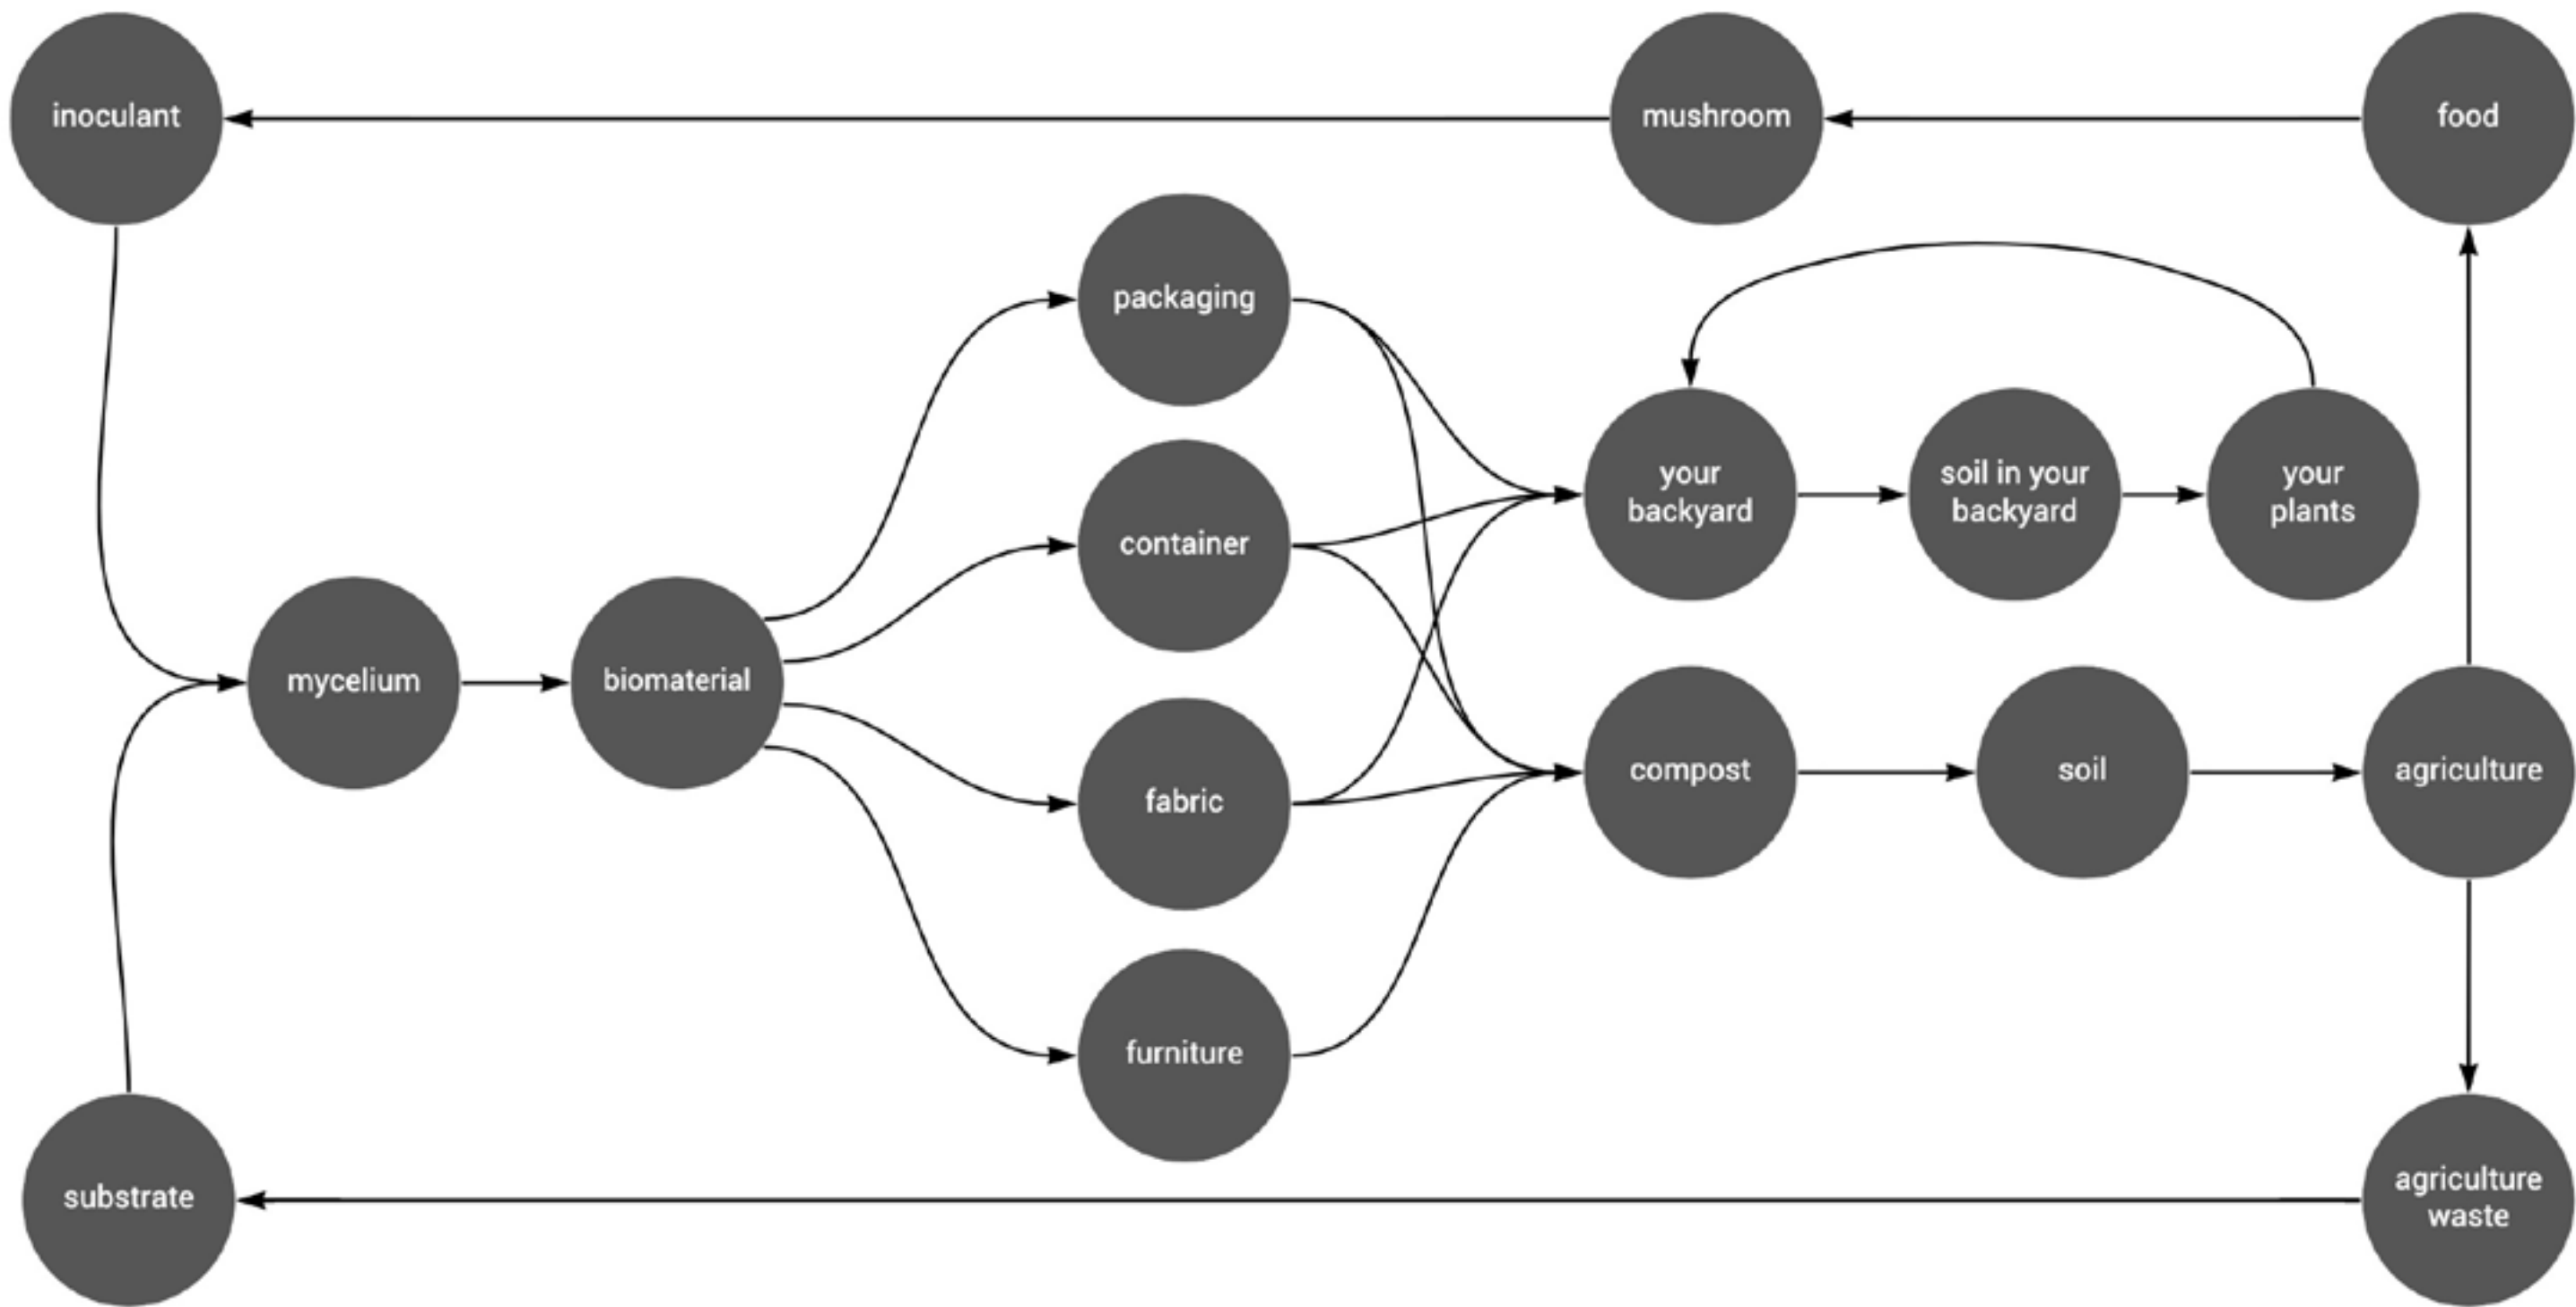 inoculant
mushroom
food
packaging
container
your
backyard
soil in your
backyard
your
plants
mycelium
biomaterial
fabric
compost
soil
agriculture
furniture
substrate
agriculture
waste